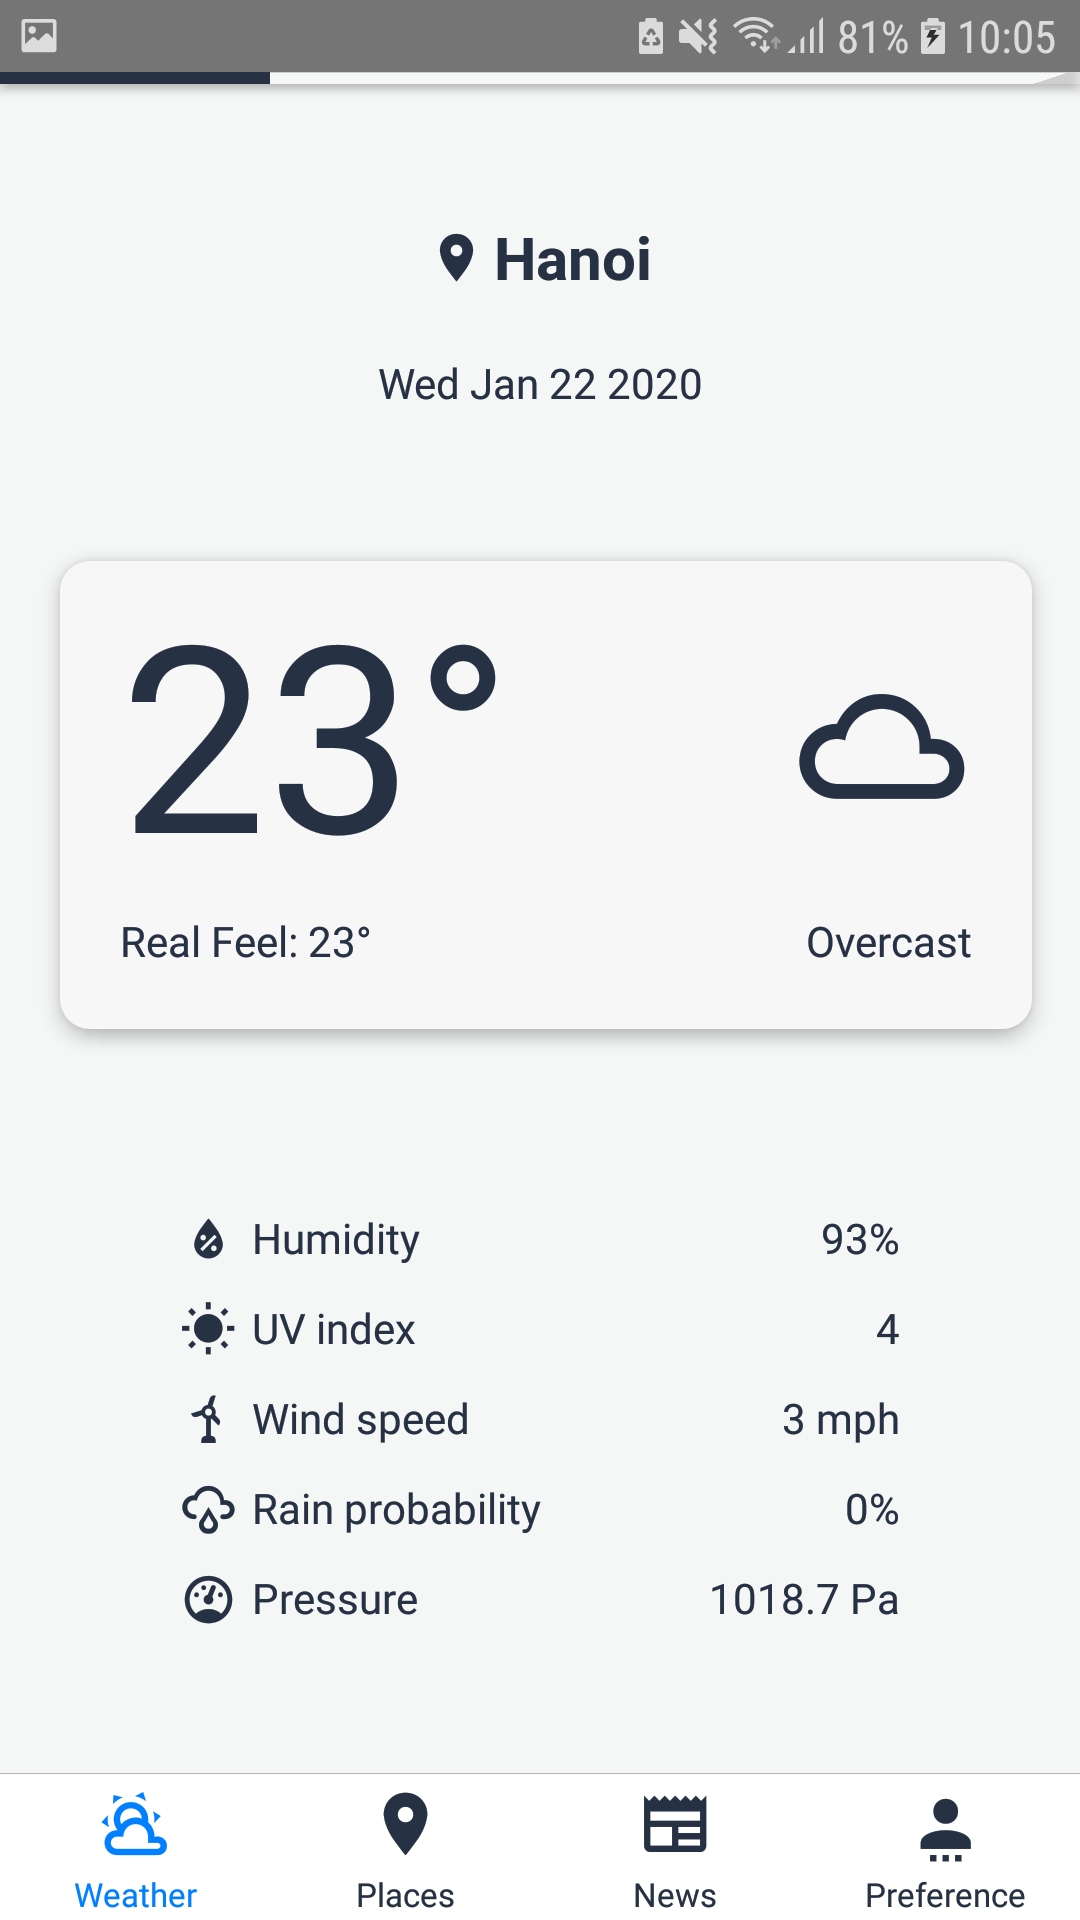 81% 10:05
Hanoi
Wed Jan 22 2020
23°
Real Feel: 23° Overcast
Humidity 93%
UV index 4
Wind speed 3 mph
Rain probability 0%
Pressure 1018.7 Pa
Weather Places News Preference